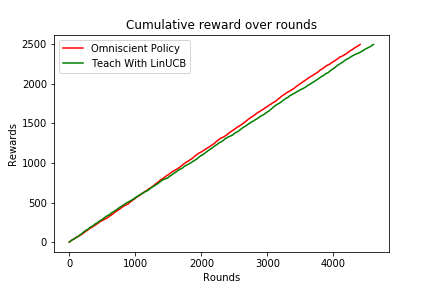 Cumulative reward over rounds
Omniscient Policy
Teach With LinUCB
Rewards
2500
2000
1500
1000
500
0
0 1000 2000 3000 4000
Rounds